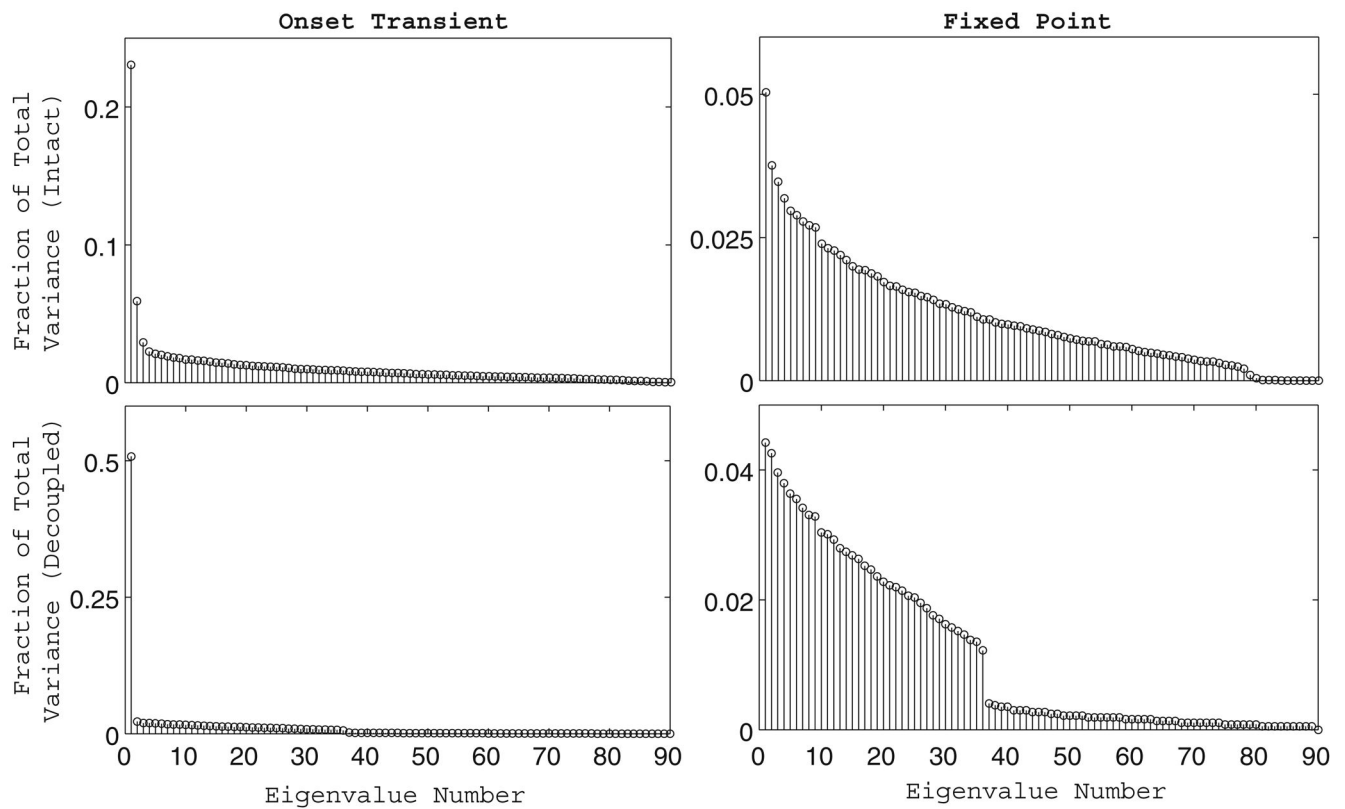 Onset Transient
Fixed Point
Fraction of Total
Variance (Intact)
0.2
0.1
0
0.05
0.025
0
Fraction of Total
Variance (Decoupled)
0.5
0.25
0
0.04
0.02
0
0 10 20 30 40 50 60 70 80 90
0 10 20 30 40 50 60 70 80 90
Eigenvalue Number
Eigenvalue Number